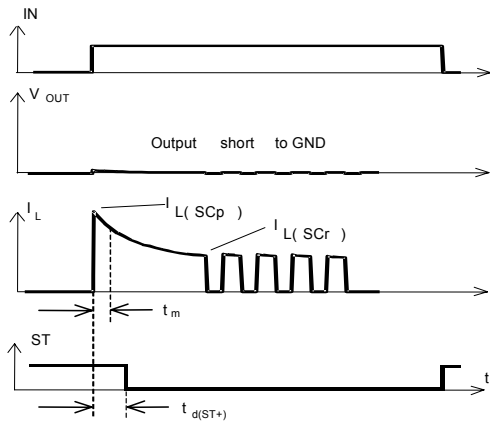 IN
V OUT
Output short to GND
I L
I L( SCp )
I L( SCr )
t m
ST
t
t d(ST+)